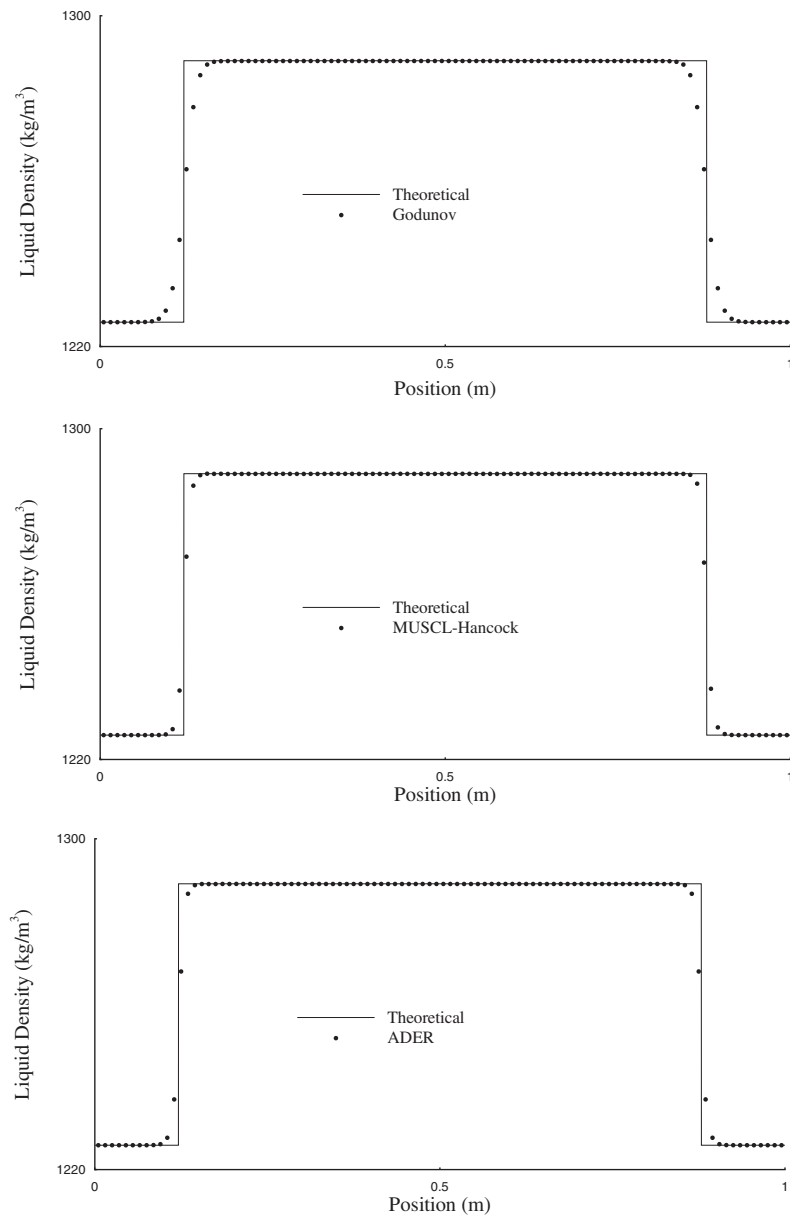 1300
Liquid Density (kg/m³)
Theoretical
Godunov
1220
0 0.5 1
Position (m)
1300
Liquid Density (kg/m³)
Theoretical
MUSCL-Hancock
1220
0 0.5 1
Position (m)
1300
Liquid Density (kg/m³)
Theoretical
ADER
1220
0 0.5 1
Position (m)